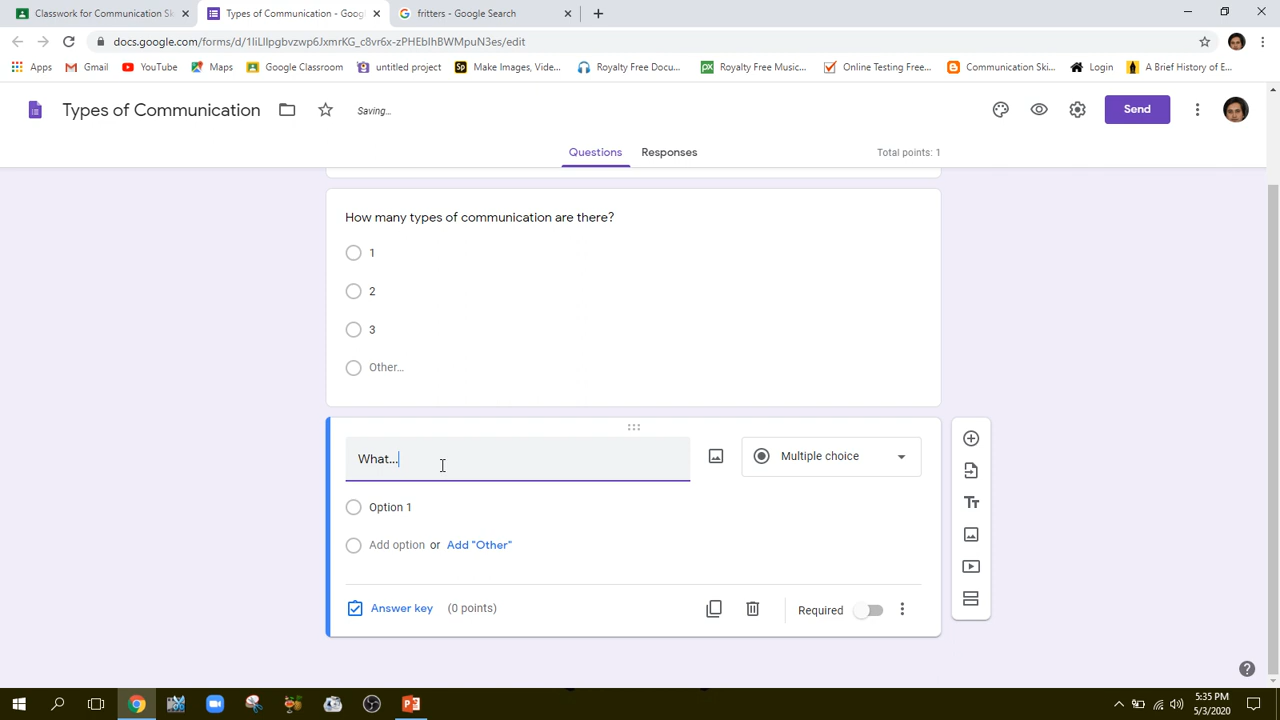 Classwork for Communication Sk
Types of Communication - Goog
fritters - Google Search
docs.google.com/forms/d/1IiLIlpgbvzwp6JxmrKG_c8vr6x-zPHEbIhBWMpuN3es/edit
Apps
Gmail
YouTube
Maps
Google Classroom
untitled project
Make Images, Vide...
Royalty Free Docu...
Royalty Free Music...
Online Testing Free...
Communication Ski...
Login
A Brief History of E...
Types of Communication
Saving...
Send
Questions
Responses
Total points: 1
How many types of communication are there?
1
2
3
Other...
What...
Multiple choice
Option 1
Add option or Add "Other"
Answer key (0 points)
Required
5:35 PM
5/3/2020